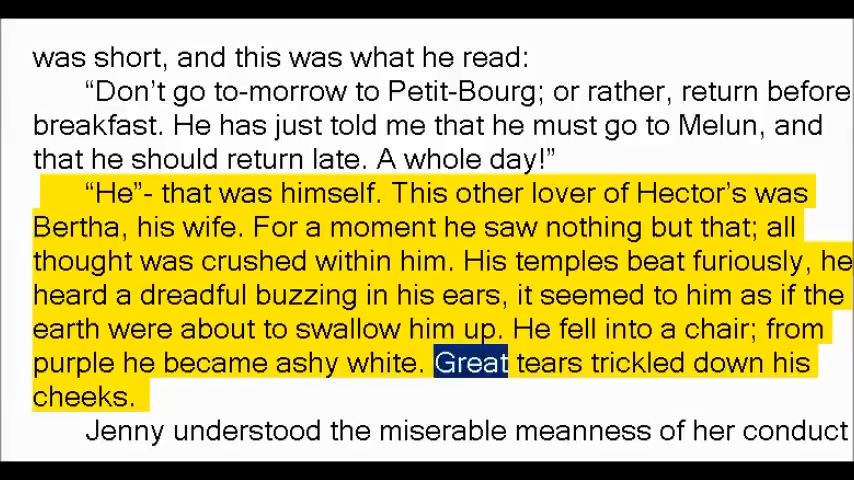 was short, and this was what he read:
“Don’t go to-morrow to Petit-Bourg; or rather, return before
breakfast. He has just told me that he must go to Melun, and
that he should return late. A whole day!”
“He”- that was himself. This other lover of Hector’s was
Bertha, his wife. For a moment he saw nothing but that; all
thought was crushed within him. His temples beat furiously, he
heard a dreadful buzzing in his ears, it seemed to him as if the
earth were about to swallow him up. He fell into a chair; from
purple he became ashy white. Great tears trickled down his
cheeks.
Jenny understood the miserable meanness of her conduct